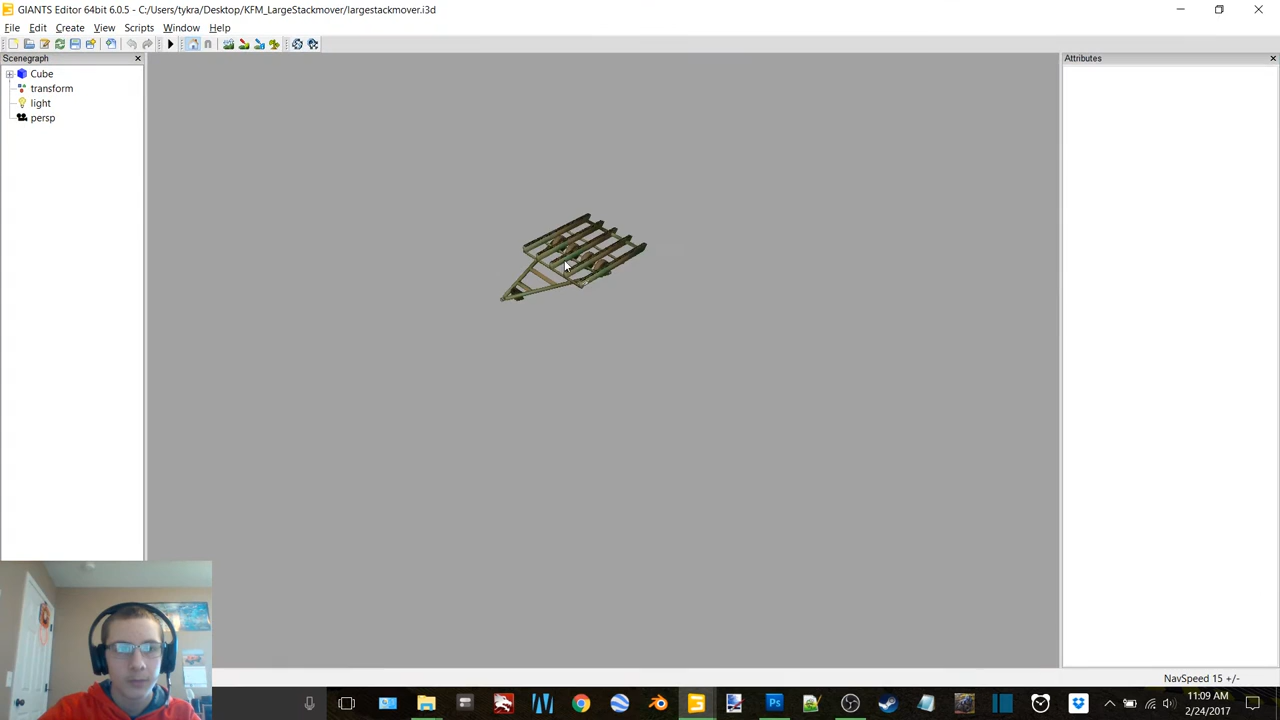 GIANTS Editor 64bit 6.0.5 - C:/Users/tykra/Desktop/KFM_LargeStackmover/largestackmover.i3d
File Edit Create View Scripts Window Help
Scenegraph
Attributes
Cube
transform
light
persp
NavSpeed 15 +/-
11:09 AM
2/24/2017